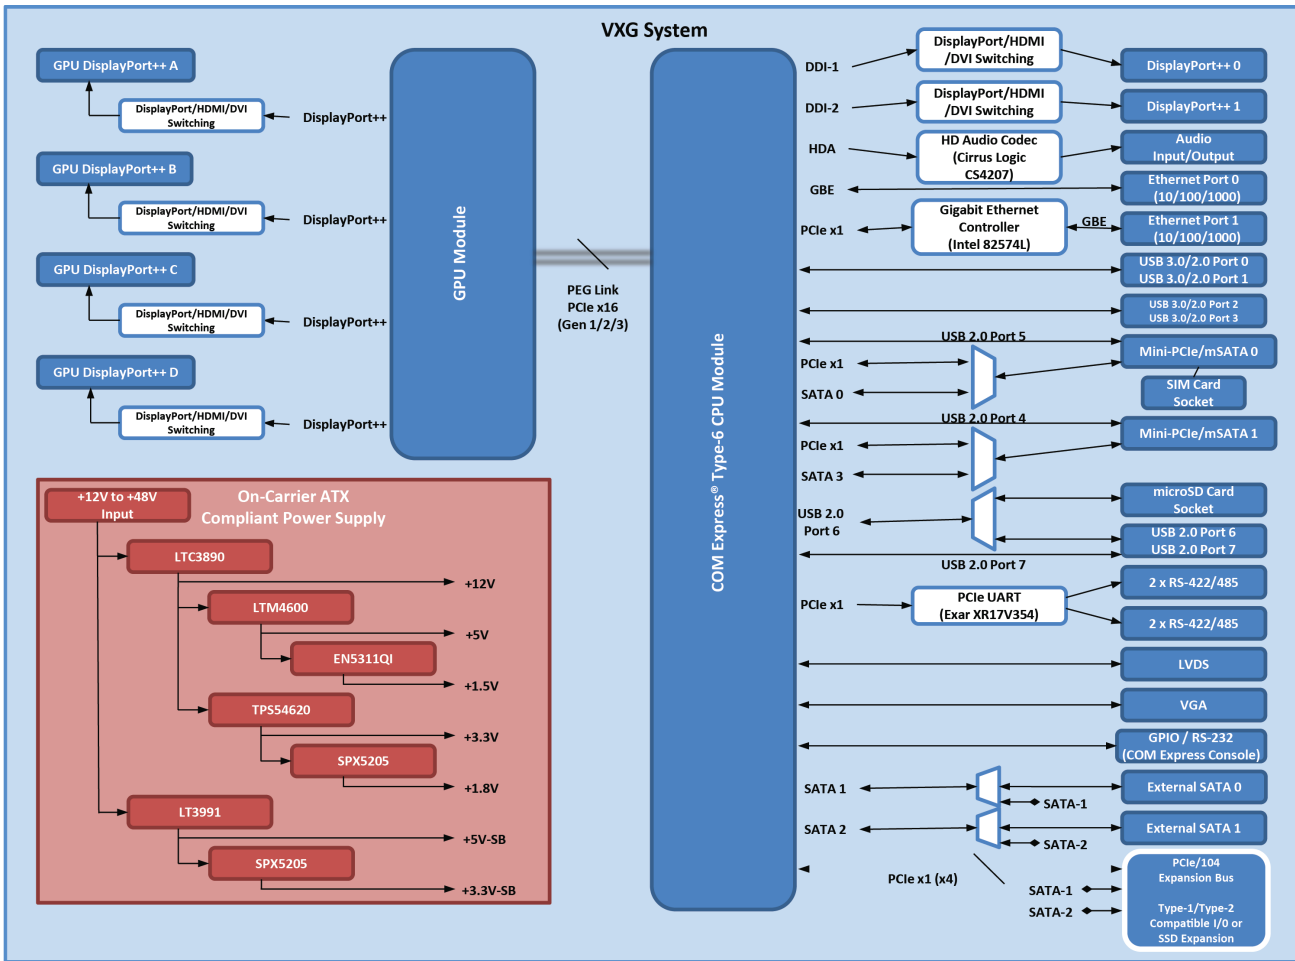 VXG System
GPU DisplayPort++ A
DisplayPort/HDMI/DVI
Switching
DisplayPort++
GPU DisplayPort++ B
DisplayPort/HDMI/DVI
Switching
DisplayPort++
GPU DisplayPort++ C
DisplayPort/HDMI/DVI
Switching
DisplayPort++
GPU DisplayPort++ D
DisplayPort/HDMI/DVI
Switching
DisplayPort++
GPU Module
PEG Link
PCIe x16
(Gen 1/2/3)
COM Express® Type-6 CPU Module
DDI-1
DisplayPort/HDMI
/DVI Switching
DisplayPort++ 0
DDI-2
DisplayPort/HDMI
/DVI Switching
DisplayPort++ 1
HDA
HD Audio Codec
(Cirrus Logic
CS4207)
Audio
Input/Output
GBE
Ethernet Port 0
(10/100/1000)
PCIe x1
Gigabit Ethernet
Controller
(Intel 82574L)
GBE
Ethernet Port 1
(10/100/1000)
USB 3.0/2.0 Port 0
USB 3.0/2.0 Port 1
USB 3.0/2.0 Port 2
USB 3.0/2.0 Port 3
USB 2.0 Port 5
PCIe x1
SATA 0
Mini-PCIe/mSATA 0
SIM Card
Socket
USB 2.0 Port 4
PCIe x1
SATA 3
Mini-PCIe/mSATA 1
USB 2.0
Port 6
microSD Card
Socket
USB 2.0 Port 6
USB 2.0 Port 7
USB 2.0 Port 7
PCIe x1
PCIe UART
(Exar XR17V354)
2 x RS-422/485
2 x RS-422/485
LVDS
VGA
GPIO / RS-232
(COM Express Console)
SATA 1
SATA-1
External SATA 0
SATA 2
SATA-2
External SATA 1
PCIe x1 (x4)
SATA-1
SATA-2
PCIe/104
Expansion Bus
Type-1/Type-2
Compatible I/0 or
SSD Expansion
On-Carrier ATX
Compliant Power Supply
+12V to +48V
Input
LTC3890
+12V
LTM4600
+5V
EN5311QI
+1.5V
TPS54620
+3.3V
SPX5205
+1.8V
LT3991
+5V-SB
SPX5205
+3.3V-SB